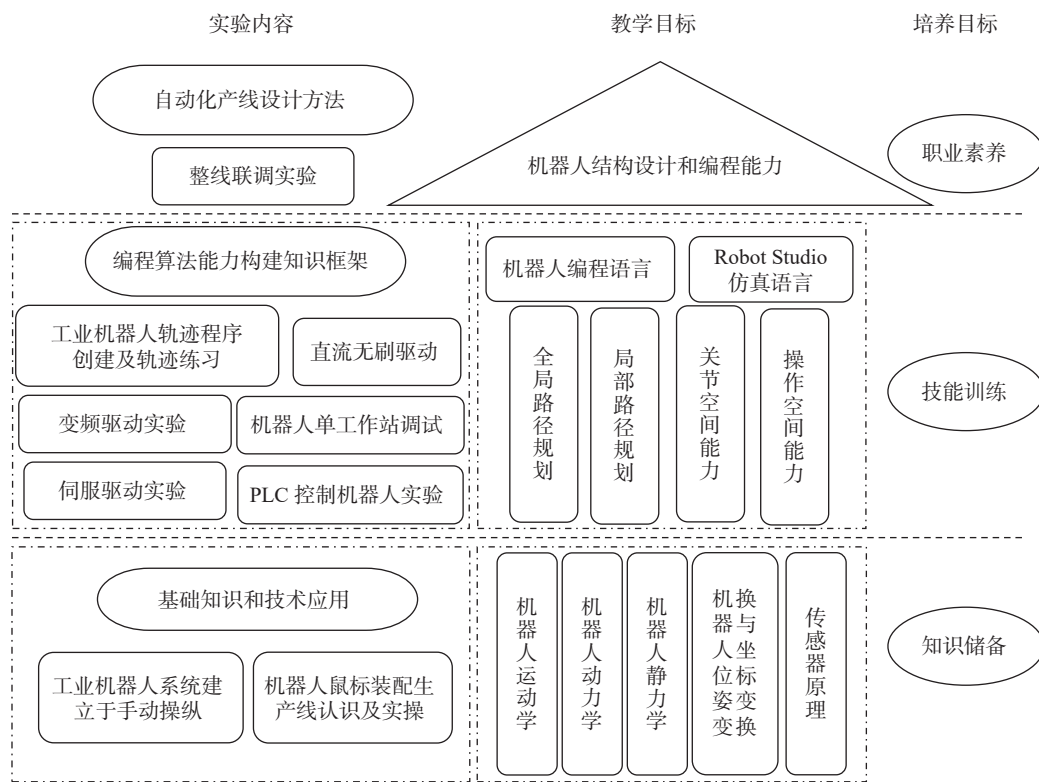 实验内容
教学目标
培养目标
自动化产线设计方法
整线联调实验
机器人结构设计和编程能力
职业素养
编程算法能力构建知识框架
工业机器人轨迹程序
创建及轨迹练习
直流无刷驱动
变频驱动实验
机器人单工作站调试
伺服驱动实验
PLC 控制机器人实验
机器人编程语言
Robot Studio
仿真语言
全局路径规划
局部路径规划
关节空间能力
操作空间能力
技能训练
基础知识和技术应用
工业机器人系统建
立于手动操纵
机器人鼠标装配生
产线认识及实操
机器人运动学
机器人动力学
机器人静力学
机器人位姿变
换与坐标变换
传感器原理
知识储备